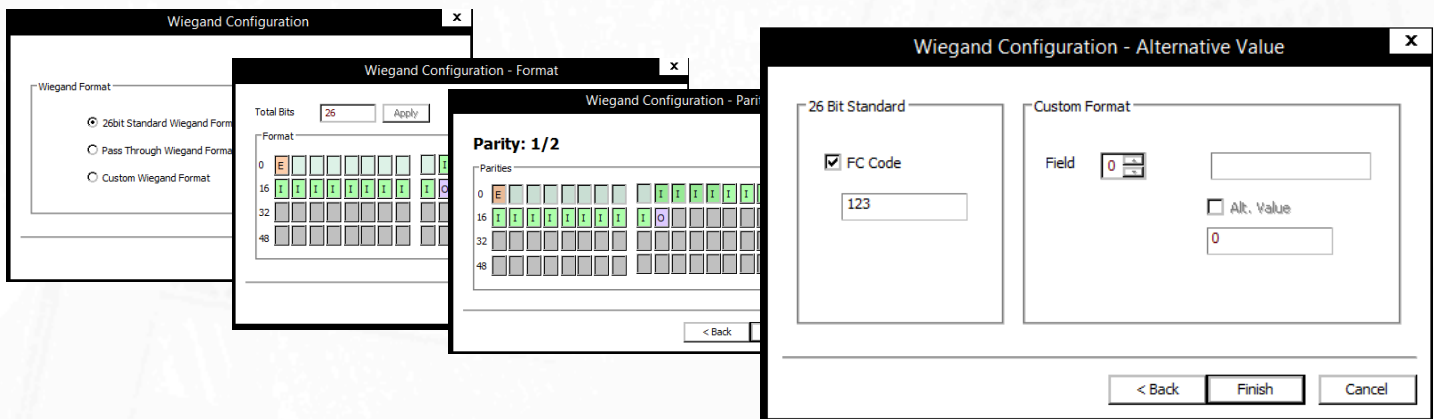 Wiegand Configuration
x
Wiegand Format
26bit Standard Wiegand Form
Pass Through Wiegand Forma
Custom Wiegand Format
Wiegand Configuration - Format
x
Total Bits 26 Apply
Format
0 E I
16 I I I I I I I I I O
32
48
Wiegand Configuration - Pari
Parity: 1/2
Parities
0 E I I I I I I
16 I I I I I I I I I O
32
48
< Back
Wiegand Configuration - Alternative Value
x
26 Bit Standard
FC Code
123
Custom Format
Field 0
Alt. Value
0
< Back Finish Cancel